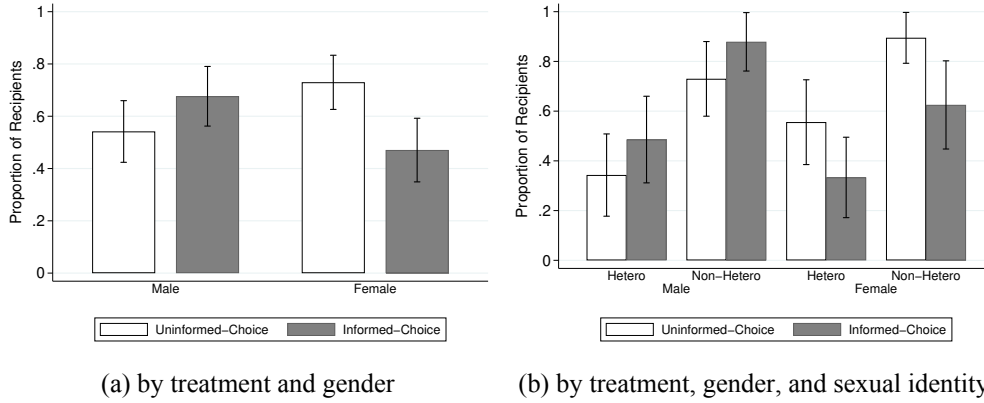 1
.8
.6
.4
.2
0
Proportion of Recipients
Male Female
Uninformed-Choice Informed-Choice
(a) by treatment and gender
1
.8
.6
.4
.2
0
Proportion of Recipients
Hetero Non-Hetero Hetero Non-Hetero
Male Female
Uninformed-Choice Informed-Choice
(b) by treatment, gender, and sexual identity